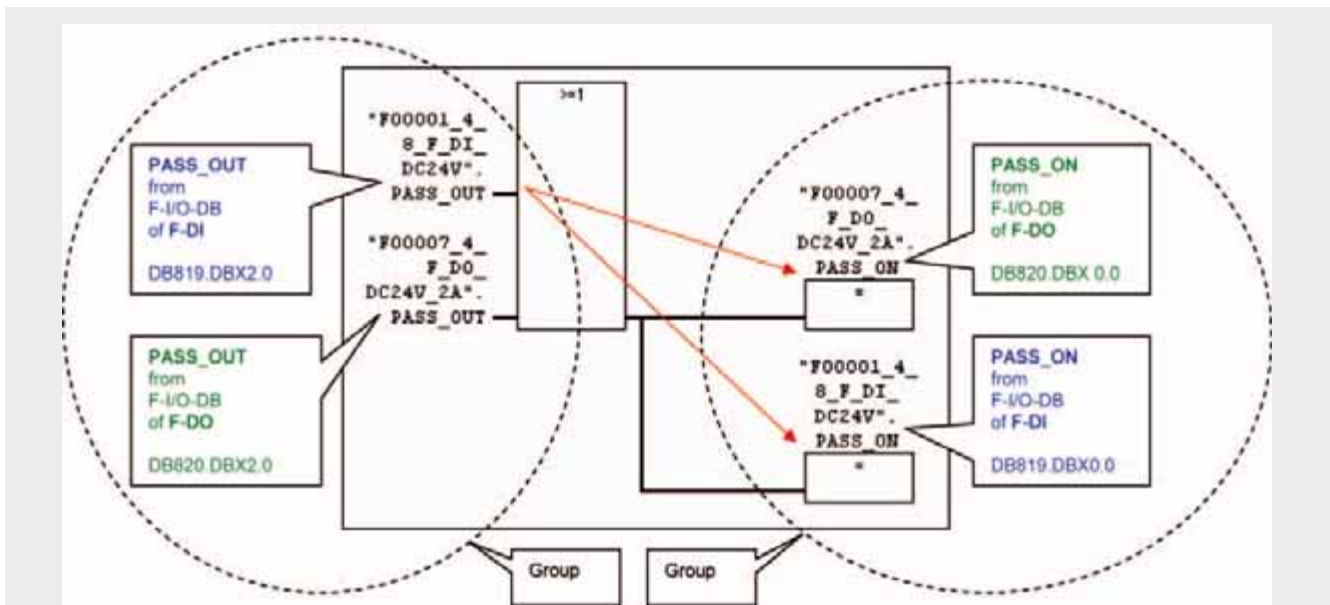 PASS_OUT
from
F-I/O-DB
of F-DI
DB819.DBX2.0
PASS_OUT
from
F-I/O-DB
of F-DO
DB820.DBX2.0
"F00001_4_
8_F_DI_
DC24V".
PASS_OUT
"F00007_4_
F_DO_
DC24V_2A".
PASS_OUT
>=1
"F00007_4_
F_DO_
DC24V_2A".
PASS_ON
=
"F00001_4_
8_F_DI_
DC24V".
PASS_ON
=
PASS_ON
from
F-I/O-DB
of F-DO
DB820.DBX 0.0
PASS_ON
from
F-I/O-DB
of F-DI
DB819.DBX0.0
Group
Group